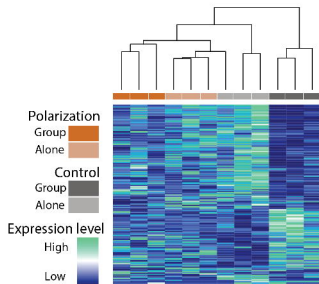 Polarization
Group
Alone
Control
Group
Alone
Expression level
High
Low